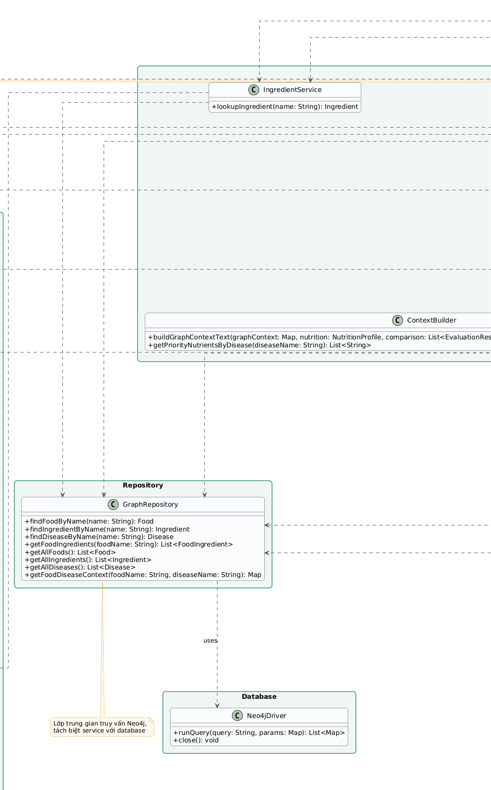 C IngredientService
+lookupIngredient(name: String): Ingredient
C ContextBuilder
+buildGraphContextText(graphContext: Map, nutrition: NutritionProfile, comparison: List<EvaluationRes
+getPriorityNutrientsByDisease(diseaseName: String): List<String>
Repository
C GraphRepository
+findFoodByName(name: String): Food
+findIngredientByName(name: String): Ingredient
+findDiseaseByName(name: String): Disease
+getFoodIngredients(foodName: String): List<FoodIngredient>
+getAllFoods(): List<Food>
+getAllIngredients(): List<Ingredient>
+getAllDiseases(): List<Disease>
+getFoodDiseaseContext(foodName: String, diseaseName: String): Map
uses
Lớp trung gian truy vấn Neo4j,
tách biệt service với database
Database
C Neo4jDriver
+runQuery(query: String, params: Map): List<Map>
+close(): void